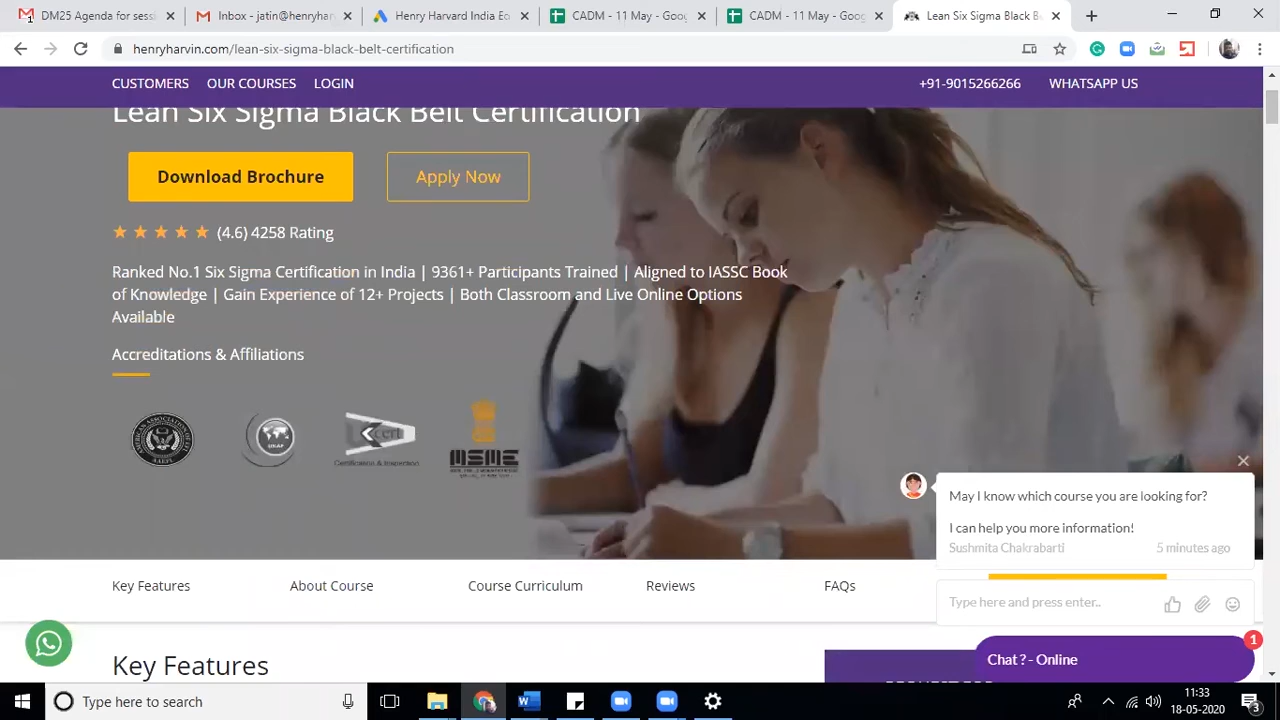 DM25 Agenda for sessi
Inbox - jatin@henryhar
Henry Harvard India Ec
CADM - 11 May - Goog
CADM - 11 May - Goog
Lean Six Sigma Black Be
henryharvin.com/lean-six-sigma-black-belt-certification
CUSTOMERS OUR COURSES LOGIN +91-9015266266 WHATSAPP US
Lean Six Sigma Black Belt Certification
Download Brochure Apply Now
(4.6) 4258 Rating
Ranked No.1 Six Sigma Certification in India | 9361+ Participants Trained | Aligned to IASSC Book
of Knowledge | Gain Experience of 12+ Projects | Both Classroom and Live Online Options
Available
Accreditations & Affiliations
MSME
May I know which course you are looking for?
I can help you more information!
Sushmita Chakrabarti 5 minutes ago
Key Features About Course Course Curriculum Reviews FAQs
Type here and press enter..
Key Features
1
Chat ? - Online
Type here to search
11:33
18-05-2020
3